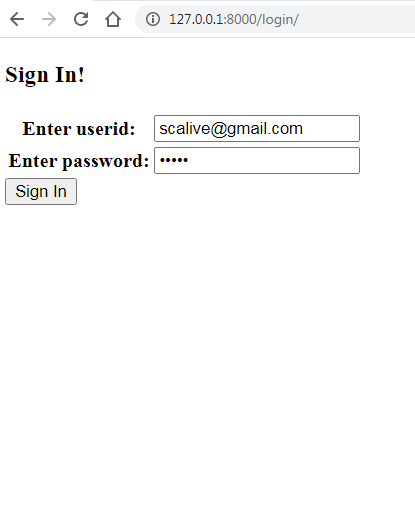 127.0.0.1:8000/login/
Sign In!
Enter userid: scalive@gmail.com
Enter password: •••••
Sign In